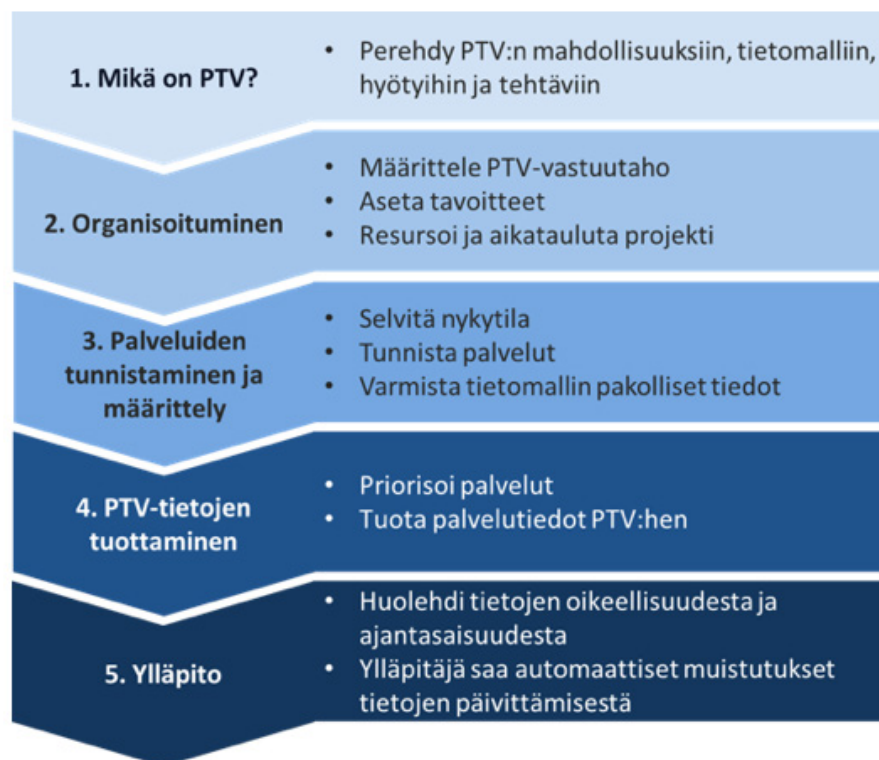 1. Mikä on PTV?
• Perehdy PTV:n mahdollisuuksiin, tietomalliin,
hyötyihin ja tehtäviin
2. Organisoituminen
• Määrittele PTV-vastuutaho
• Aseta tavoitteet
• Resursoi ja aikatauluta projekti
3. Palveluiden
tunnistaminen ja
määrittely
• Selvitä nykytila
• Tunnista palvelut
• Varmista tietomallin pakolliset tiedot
4. PTV-tietojen
tuottaminen
• Priorisoi palvelut
• Tuota palvelutiedot PTV:hen
5. Ylläpito
• Huolehdi tietojen oikeellisuudesta ja
ajantasaisuudesta
• Ylläpitäjä saa automaattiset muistutukset
tietojen päivittämisestä